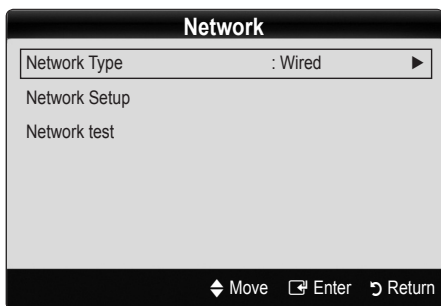 Network
Network Type : Wired ▶
Network Setup
Network test
Move Enter Return